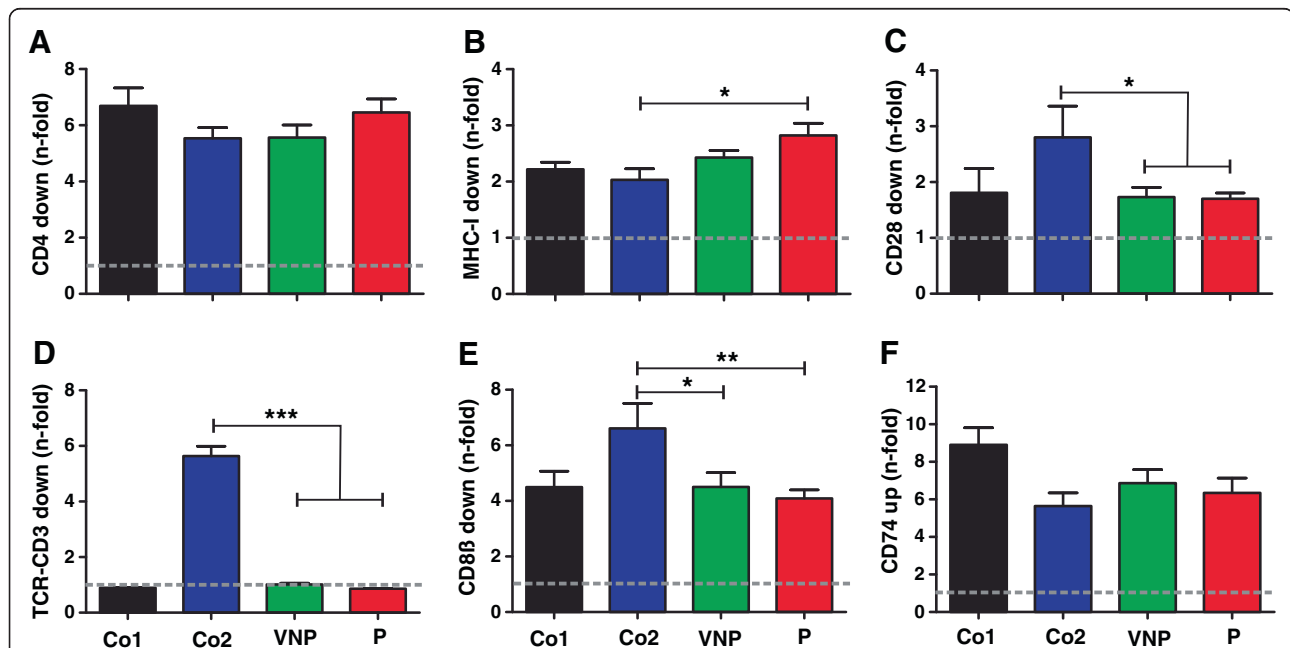 A
CD4 down (n-fold)
8
6
4
2
0
B
MHC-I down (n-fold)
4
3
2
1
0
*
C
CD28 down (n-fold)
4
3
2
1
0
*
D
TCR-CD3 down (n-fold)
8
6
4
2
0
***
Co1 Co2 VNP P
E
CD8ß down (n-fold)
8
6
4
2
0
**
*
Co1 Co2 VNP P
F
CD74 up (n-fold)
12
10
8
6
4
2
0
Co1 Co2 VNP P